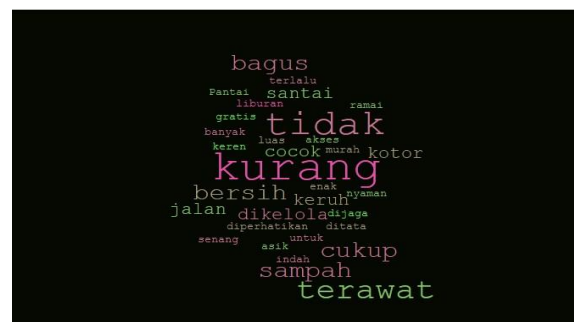 bagus
terlalu
Pantai santai
liburan ramai
gratis tidak
banyak
luas akses
keren cocok murah kotor
kurang
enak
bersih keruh nyaman
jalan dikelola dijaga
diperhatikan ditata
senang untuk
asik cukup
indah
sampah
terawat